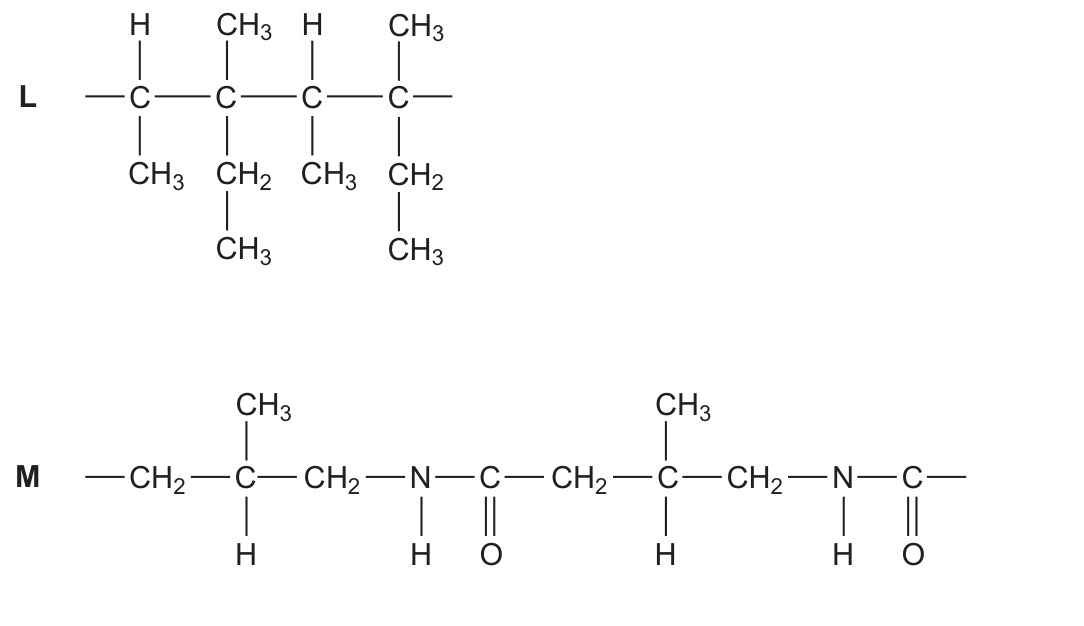 H CH₃ H CH₃
L — C — C — C — C —
CH₃ CH₂ CH₃ CH₂
CH₃ CH₃
CH₃ CH₃
M — CH₂ — C — CH₂ — N — C — CH₂ — C — CH₂ — N — C —
H H O H H O